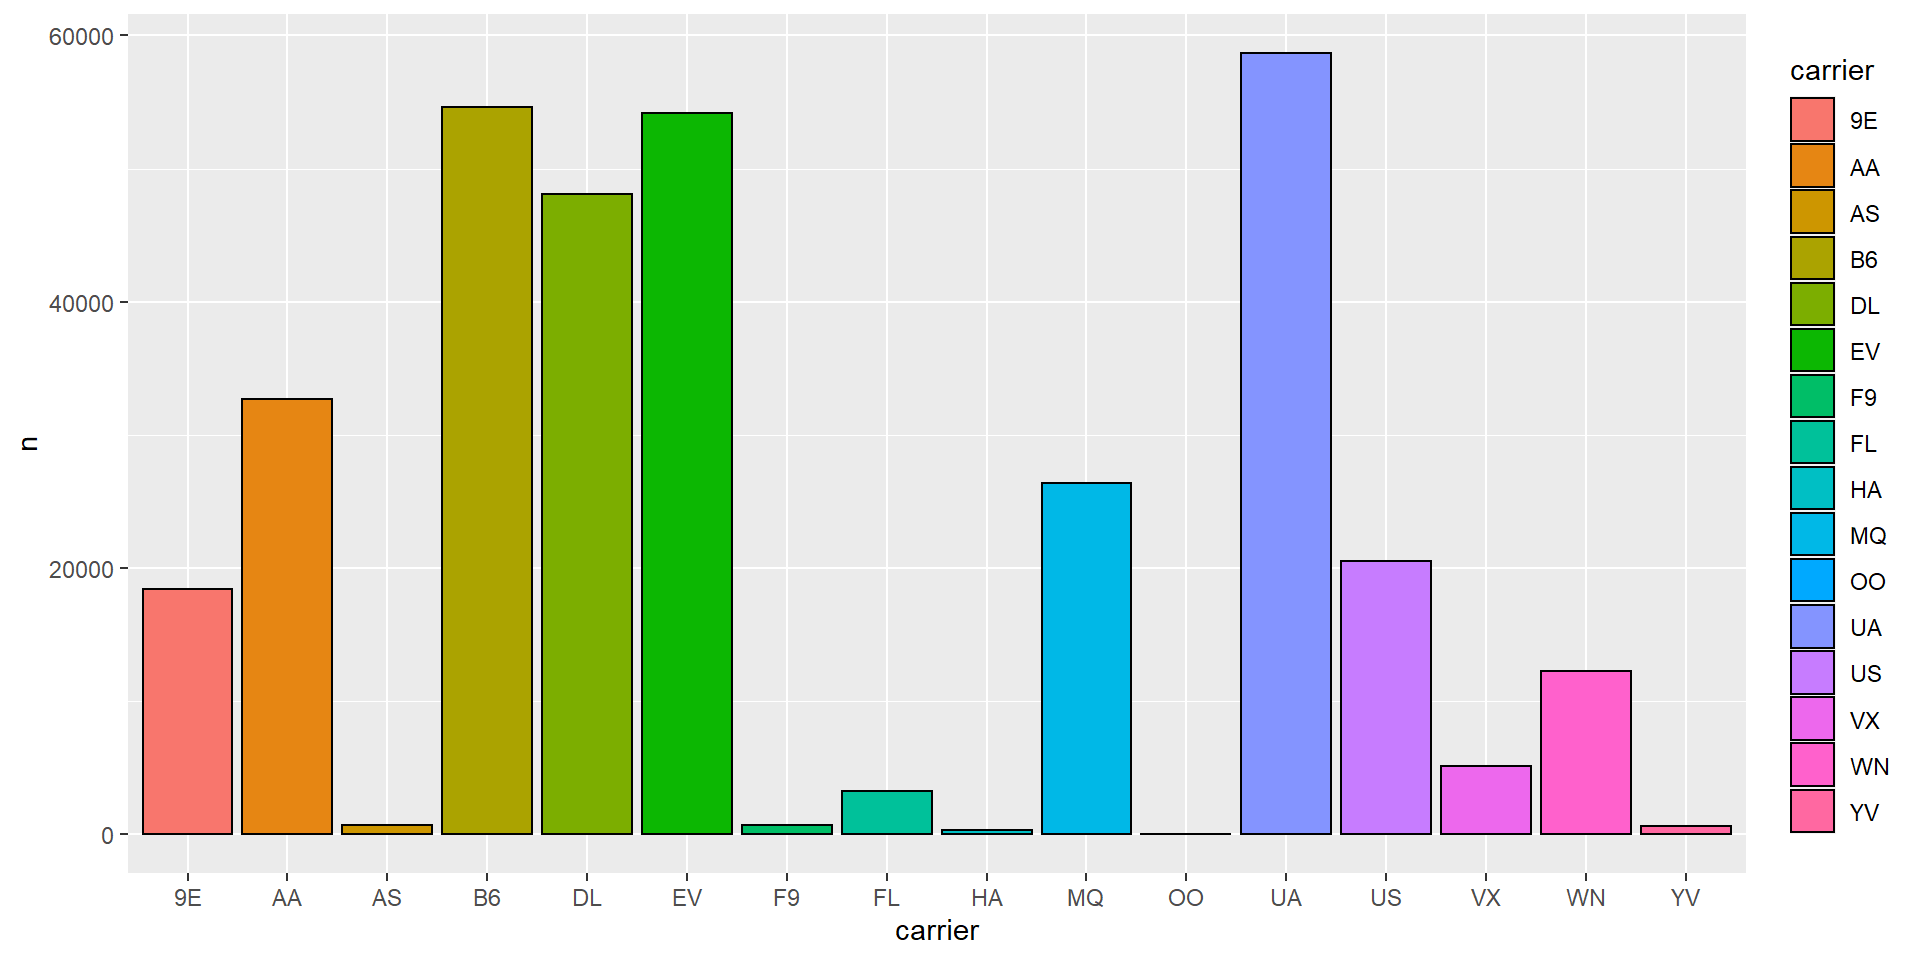 60000
40000
20000
0
n
9E AA AS B6 DL EV F9 FL HA MQ OO UA US VX WN YV
carrier
carrier
9E
AA
AS
B6
DL
EV
F9
FL
HA
MQ
OO
UA
US
VX
WN
YV